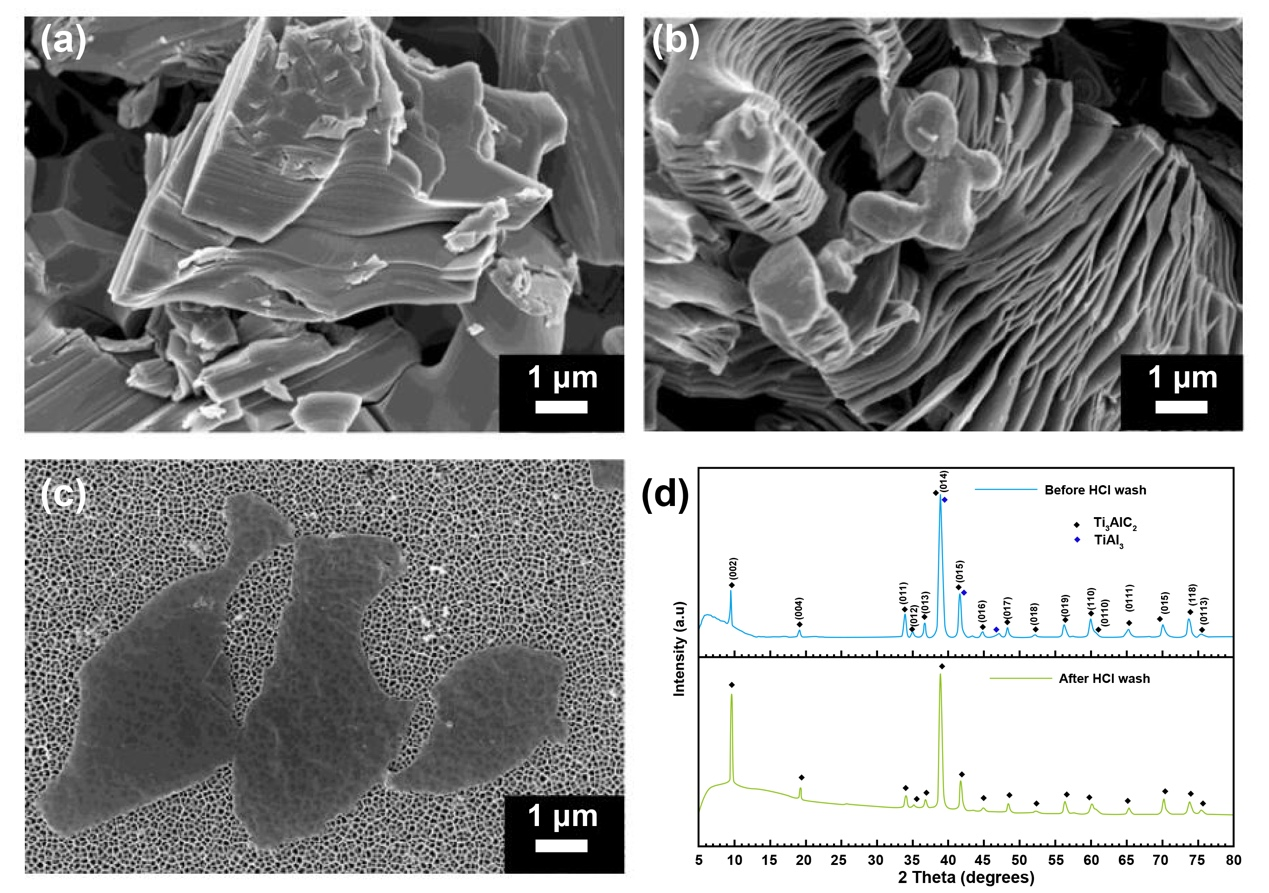 (a)
1 μm
(b)
1 μm
(c)
1 μm
(d)
Before HCl wash
Ti₃AlC₂
TiAl₃
(002)
(004)
(011)
(012)
(013)
(014)
(015)
(016)
(017)
(018)
(019)
(110)
(0110)
(0111)
(015)
(118)
(0113)
After HCl wash
Intensity (a.u)
5 10 15 20 25 30 35 40 45 50 55 60 65 70 75 80
2 Theta (degrees)